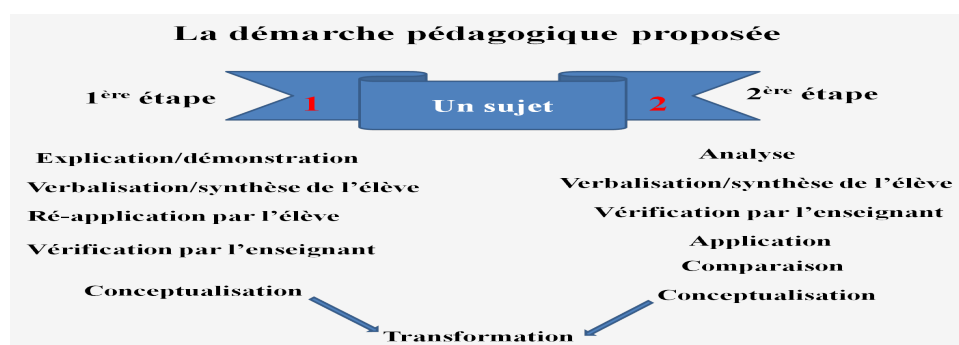 La démarche pédagogique proposée
1ère étape
1
Un sujet
2
2ère étape
Explication/démonstration
Verbalisation/synthèse de l'élève
Ré-application par l'élève
Vérification par l'enseignant
Conceptualisation
Analyse
Verbalisation/synthèse de l'élève
Vérification par l'enseignant
Application
Comparaison
Conceptualisation
Transformation